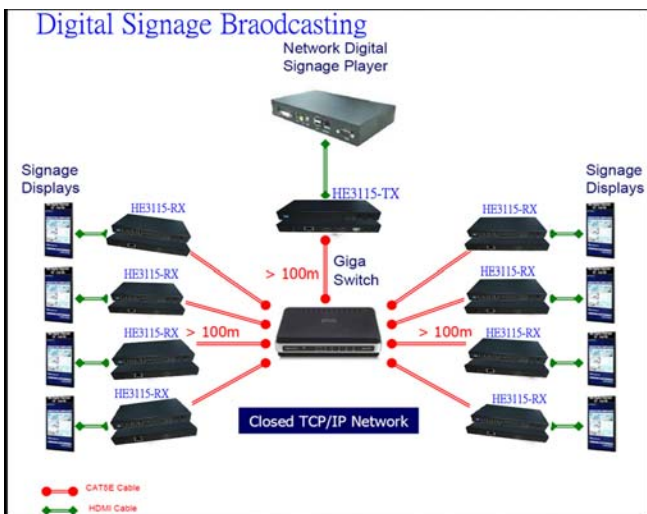 Digital Signage Braodcasting
Network Digital
Signage Player
Signage
Displays
Signage
Displays
HE3115-TX
HE3115-RX
HE3115-RX
Giga
Switch
> 100m
HE3115-RX
HE3115-RX
HE3115-RX
> 100m
> 100m
HE3115-RX
HE3115-RX
HE3115-RX
Closed TCP/IP Network
CAT5E Cable
HDMI Cable